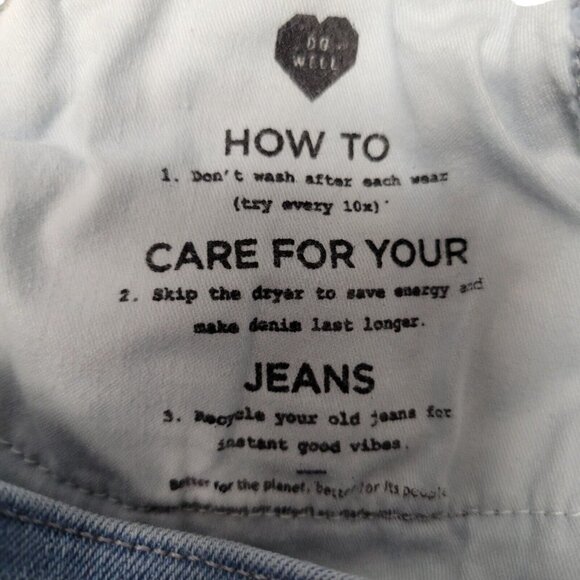 DO
WELL
HOW TO
1. Don't wash after each wear
(try every 10x)
CARE FOR YOUR
2. Skip the dryer to save energy and
make denim last longer.
JEANS
3. Recycle your old jeans for
instant good vibes.
Better for the planet, better for its people